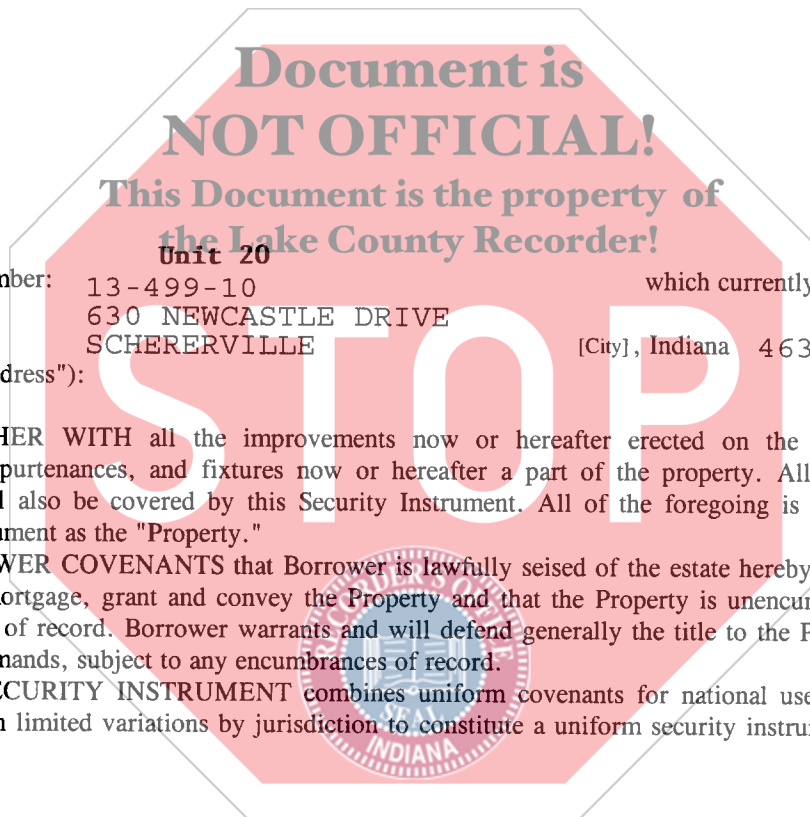 Document is
NOT OFFICIAL!
This Document is the property of
the Lake County Recorder!
Unit 20
nber: 13-499-10 which currently
630 NEWCASTLE DRIVE
SCHERERVILLE [City], Indiana 463
dress"):
STOP
HER WITH all the improvements now or hereafter erected on the
purtenances, and fixtures now or hereafter a part of the property. All
l also be covered by this Security Instrument. All of the foregoing is
ument as the "Property."
WER COVENANTS that Borrower is lawfully seised of the estate hereby
ortgage, grant and convey the Property and that the Property is unencur
of record. Borrower warrants and will defend generally the title to the P
nands, subject to any encumbrances of record.
ECURITY INSTRUMENT combines uniform covenants for national use
n limited variations by jurisdiction to constitute a uniform security instru
RECORDER'S OFFICE
SEAL
INDIANA